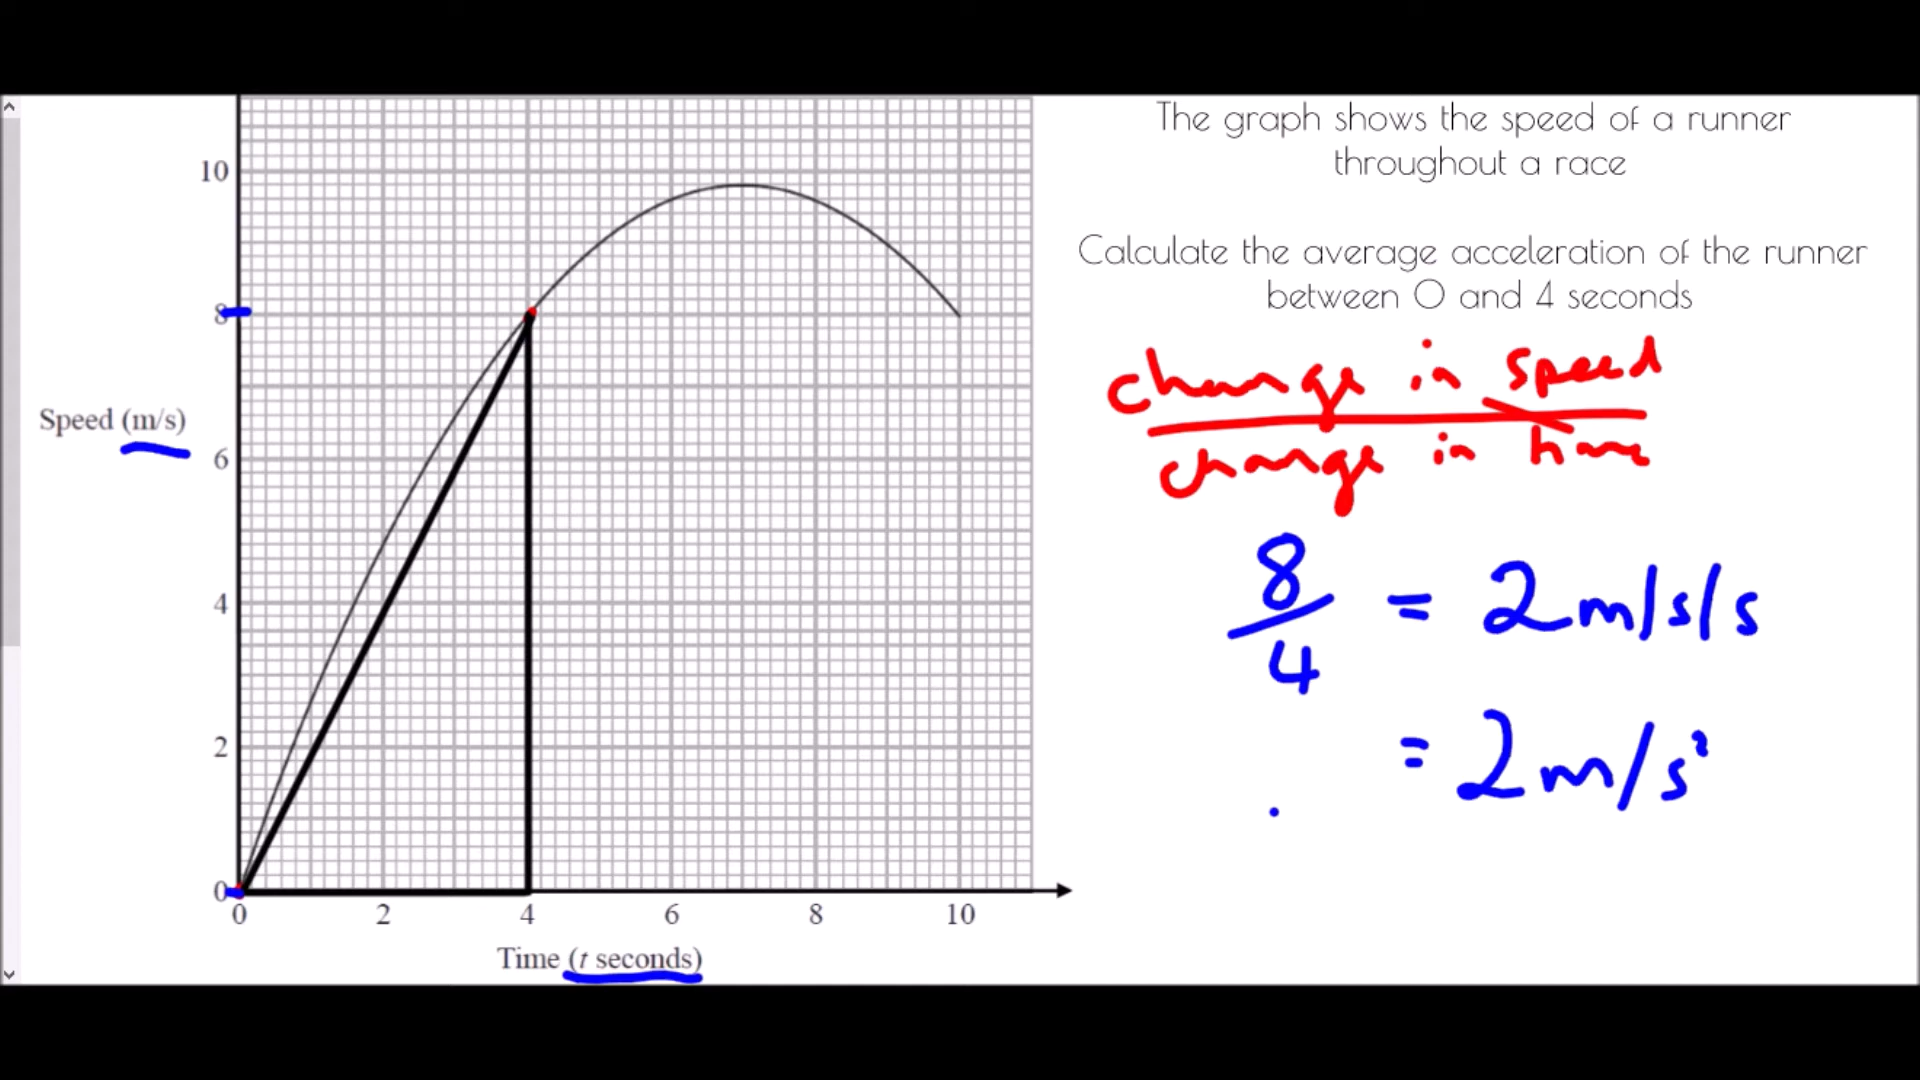 The graph shows the speed of a runner
throughout a race
Calculate the average acceleration of the runner
between 0 and 4 seconds
change in speed
change in time
8
4
= 2m/s/s
= 2m/s²
10
8
Speed (m/s)
6
4
2
0
0 2 4 6 8 10
Time (t seconds)